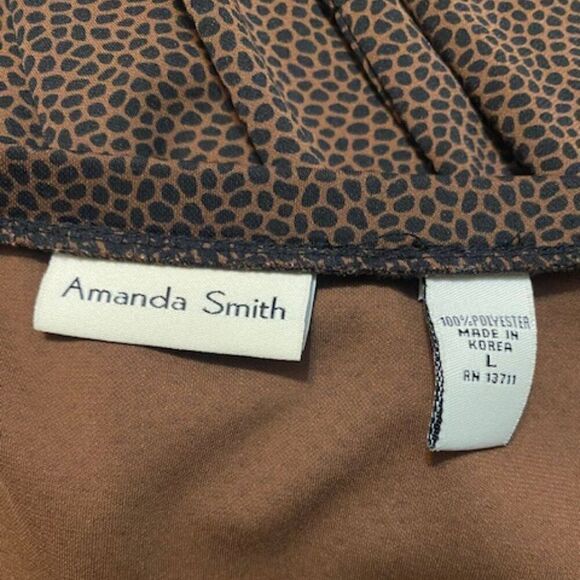 Amanda Smith
100% POLYESTER
MADE IN
KOREA
L
RN 13711